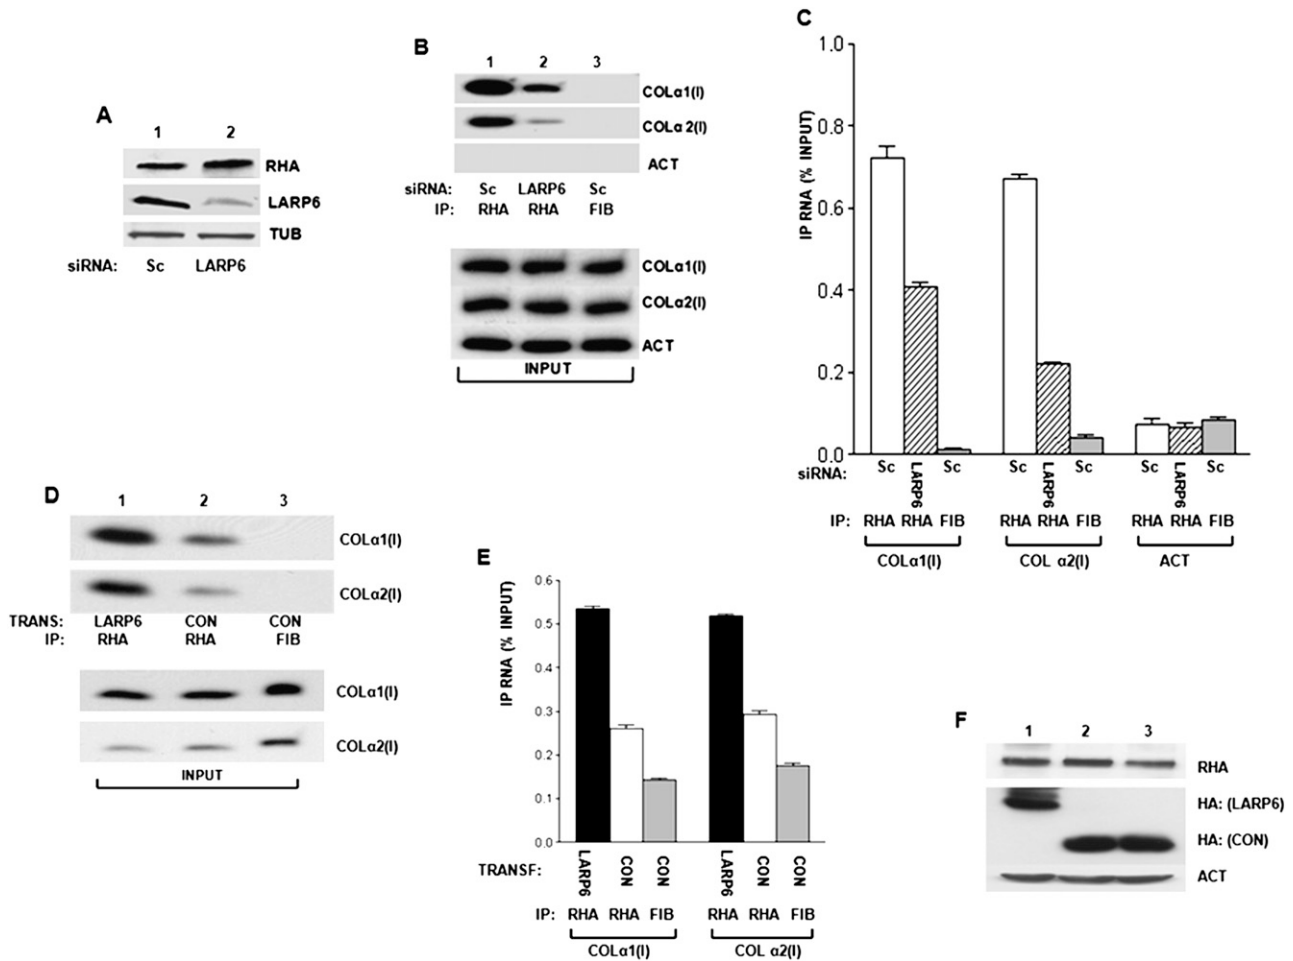 A
1 2
RHA
LARP6
TUB
siRNA: Sc LARP6
B
1 2 3
COLα1(I)
COLα 2(I)
ACT
siRNA: Sc LARP6 Sc
IP: RHA RHA FIB
COLα1(I)
COLα2(I)
ACT
INPUT
C
IP RNA (% INPUT)
1.0
0.8
0.6
0.4
0.2
0.0
siRNA: Sc LARP6 Sc Sc LARP6 Sc Sc LARP6 Sc
IP: RHA RHA FIB RHA RHA FIB RHA RHA FIB
COLα1(I) COL α2(I) ACT
D
1 2 3
COLα1(I)
COLα2(I)
TRANS: LARP6 CON CON
IP: RHA RHA FIB
COLα1(I)
COLα2(I)
INPUT
E
IP RNA (% INPUT)
0.6
0.5
0.4
0.3
0.2
0.1
0.0
TRANSF: LARP6 CON CON LARP6 CON CON
IP: RHA RHA FIB RHA RHA FIB
COLα1(I) COL α2(I)
F
1 2 3
RHA
HA: (LARP6)
HA: (CON)
ACT